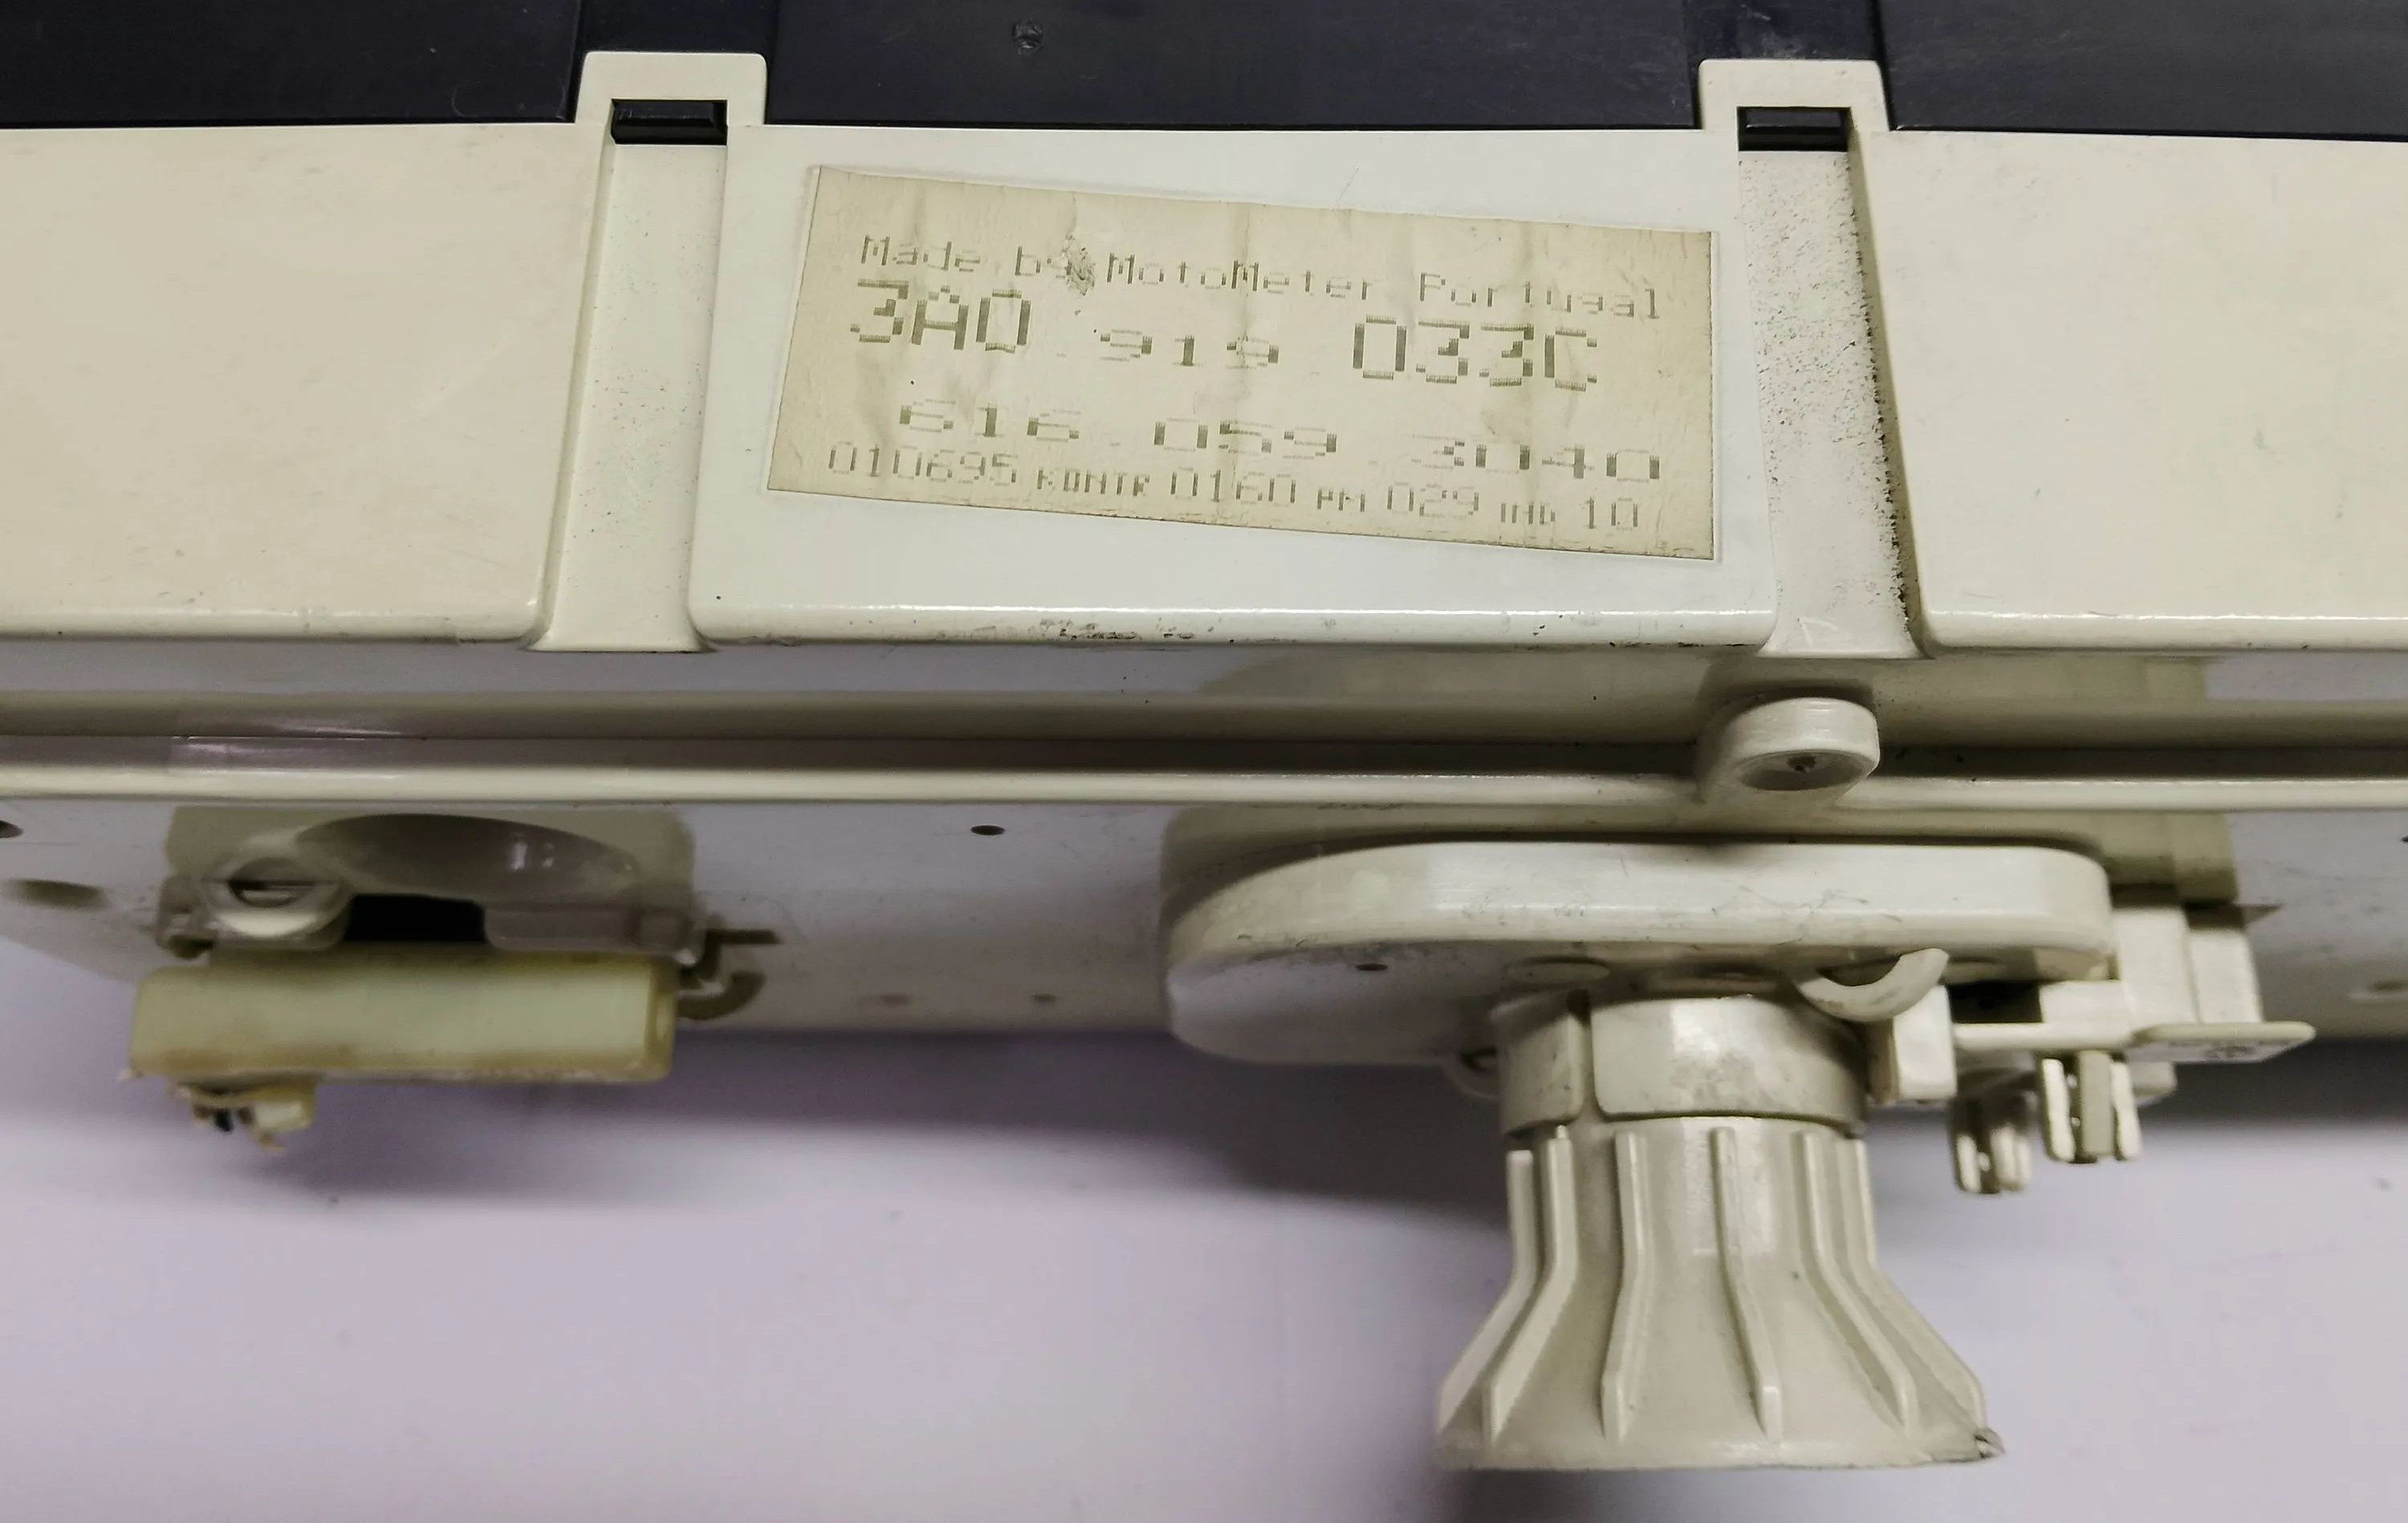 Made by MotoMeter Portugal
3A0 919 033C
616.059.3040
010695 KONTR 0160 PM 029 IND 10